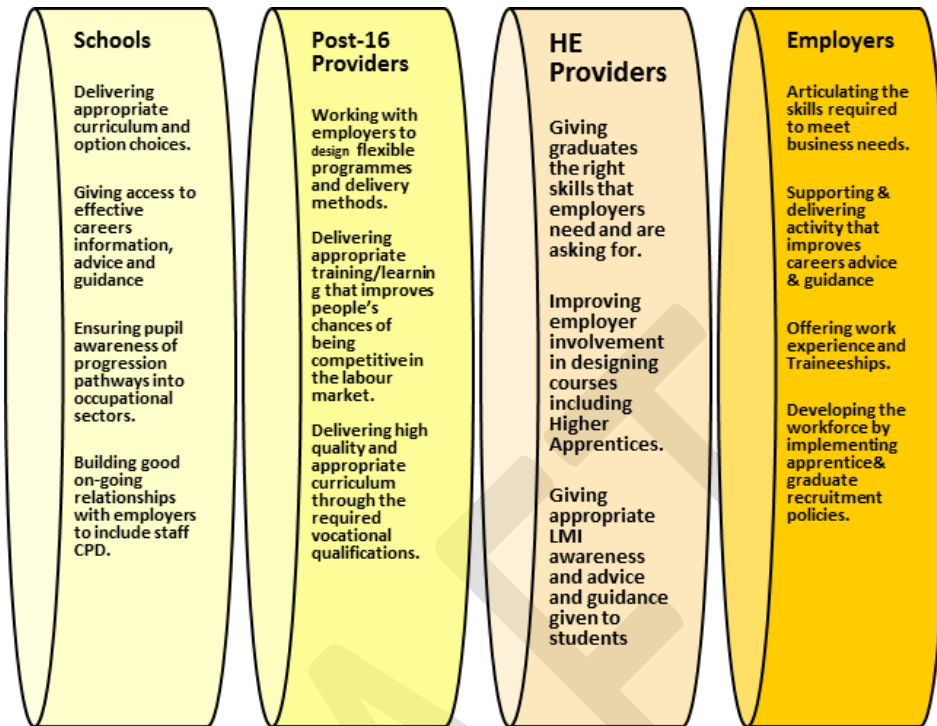 Schools
Delivering
appropriate
curriculum and
option choices.
Giving access to
effective
careers
information,
advice and
guidance
Ensuring pupil
awareness of
progression
pathways into
occupational
sectors.
Building good
on-going
relationships
with employers
to include staff
CPD.
Post-16
Providers
Working with
employers to
design flexible
programmes
and delivery
methods.
Delivering
appropriate
training/learnin
g that improves
people's
chances of
being
competitive in
the labour
market.
Delivering high
quality and
appropriate
curriculum
through the
required
vocational
qualifications.
HE
Providers
Giving
graduates
the right
skills that
employers
need and are
asking for.
Improving
employer
involvement
in designing
courses
including
Higher
Apprentices.
Giving
appropriate
LMI
awareness
and advice
and guidance
given to
students
Employers
Articulating the
skills required
to meet
business needs.
Supporting &
delivering
activity that
improves
careers advice
& guidance
Offering work
experience and
Traineeships.
Developing the
workforce by
implementing
apprentice&
graduate
recruitment
policies.